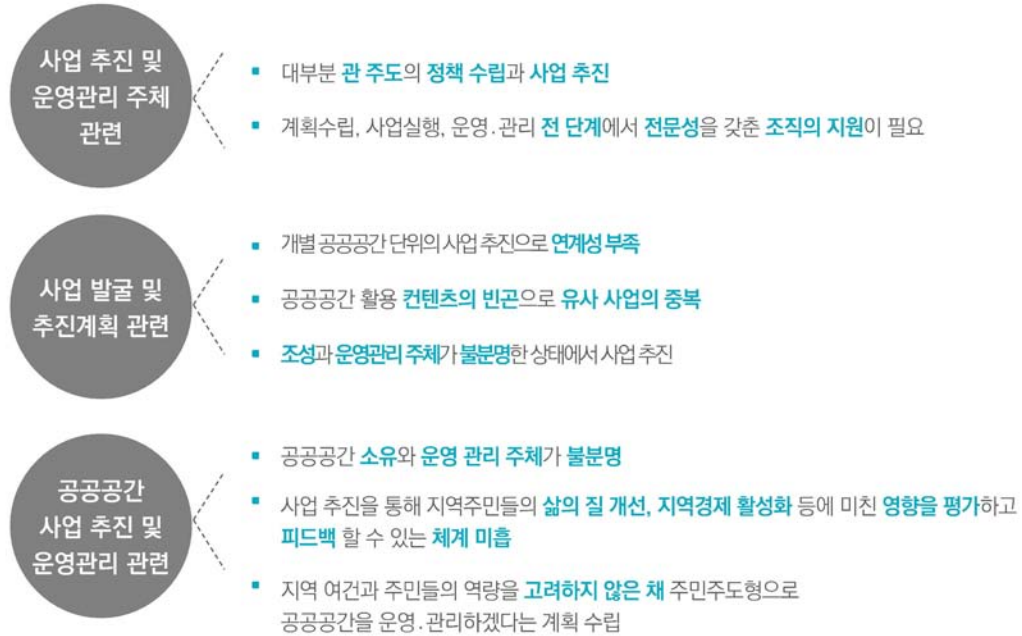 사업 추진 및
운영관리 주체
관련
▪ 대부분 관 주도의 정책 수립과 사업 추진
▪ 계획수립, 사업실행, 운영.관리 전 단계에서 전문성을 갖춘 조직의 지원이 필요
사업 발굴 및
추진계획 관련
▪ 개별 공공공간 단위의 사업 추진으로 연계성 부족
▪ 공공공간 활용 컨텐츠의 빈곤으로 유사 사업의 중복
▪ 조성과 운영관리 주체가 불분명한 상태에서 사업 추진
공공공간
사업 추진 및
운영관리 관련
▪ 공공공간 소유와 운영 관리 주체가 불분명
▪ 사업 추진을 통해 지역주민들의 삶의 질 개선, 지역경제 활성화 등에 미친 영향을 평가하고
피드백 할 수 있는 체계 미흡
▪ 지역 여건과 주민들의 역량을 고려하지 않은 채 주민주도형으로
공공공간을 운영.관리하겠다는 계획 수립